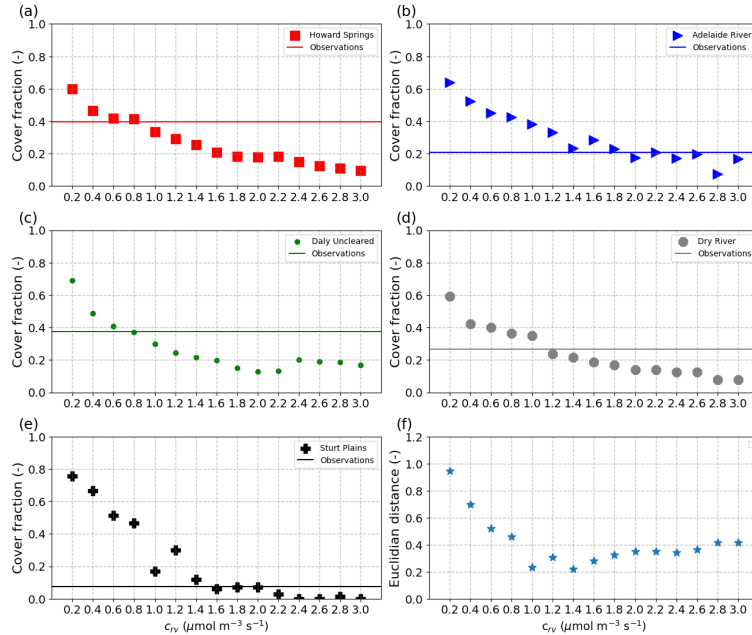 (a)
Howard Springs
Observations
Cover fraction (-)
1.0
0.8
0.6
0.4
0.2
0.0
0.2 0.4 0.6 0.8 1.0 1.2 1.4 1.6 1.8 2.0 2.2 2.4 2.6 2.8 3.0
(b)
Adelaide River
Observations
Cover fraction (-)
1.0
0.8
0.6
0.4
0.2
0.0
0.2 0.4 0.6 0.8 1.0 1.2 1.4 1.6 1.8 2.0 2.2 2.4 2.6 2.8 3.0
(c)
Daly Uncleared
Observations
Cover fraction (-)
1.0
0.8
0.6
0.4
0.2
0.0
0.2 0.4 0.6 0.8 1.0 1.2 1.4 1.6 1.8 2.0 2.2 2.4 2.6 2.8 3.0
(d)
Dry River
Observations
Cover fraction (-)
1.0
0.8
0.6
0.4
0.2
0.0
0.2 0.4 0.6 0.8 1.0 1.2 1.4 1.6 1.8 2.0 2.2 2.4 2.6 2.8 3.0
(e)
Sturt Plains
Observations
Cover fraction (-)
1.0
0.8
0.6
0.4
0.2
0.0
0.2 0.4 0.6 0.8 1.0 1.2 1.4 1.6 1.8 2.0 2.2 2.4 2.6 2.8 3.0
c_rv (μmol m⁻³ s⁻¹)
(f)
Euclidian distance (-)
1.2
1.0
0.8
0.6
0.4
0.2
0.0
0.2 0.4 0.6 0.8 1.0 1.2 1.4 1.6 1.8 2.0 2.2 2.4 2.6 2.8 3.0
c_rv (μmol m⁻³ s⁻¹)